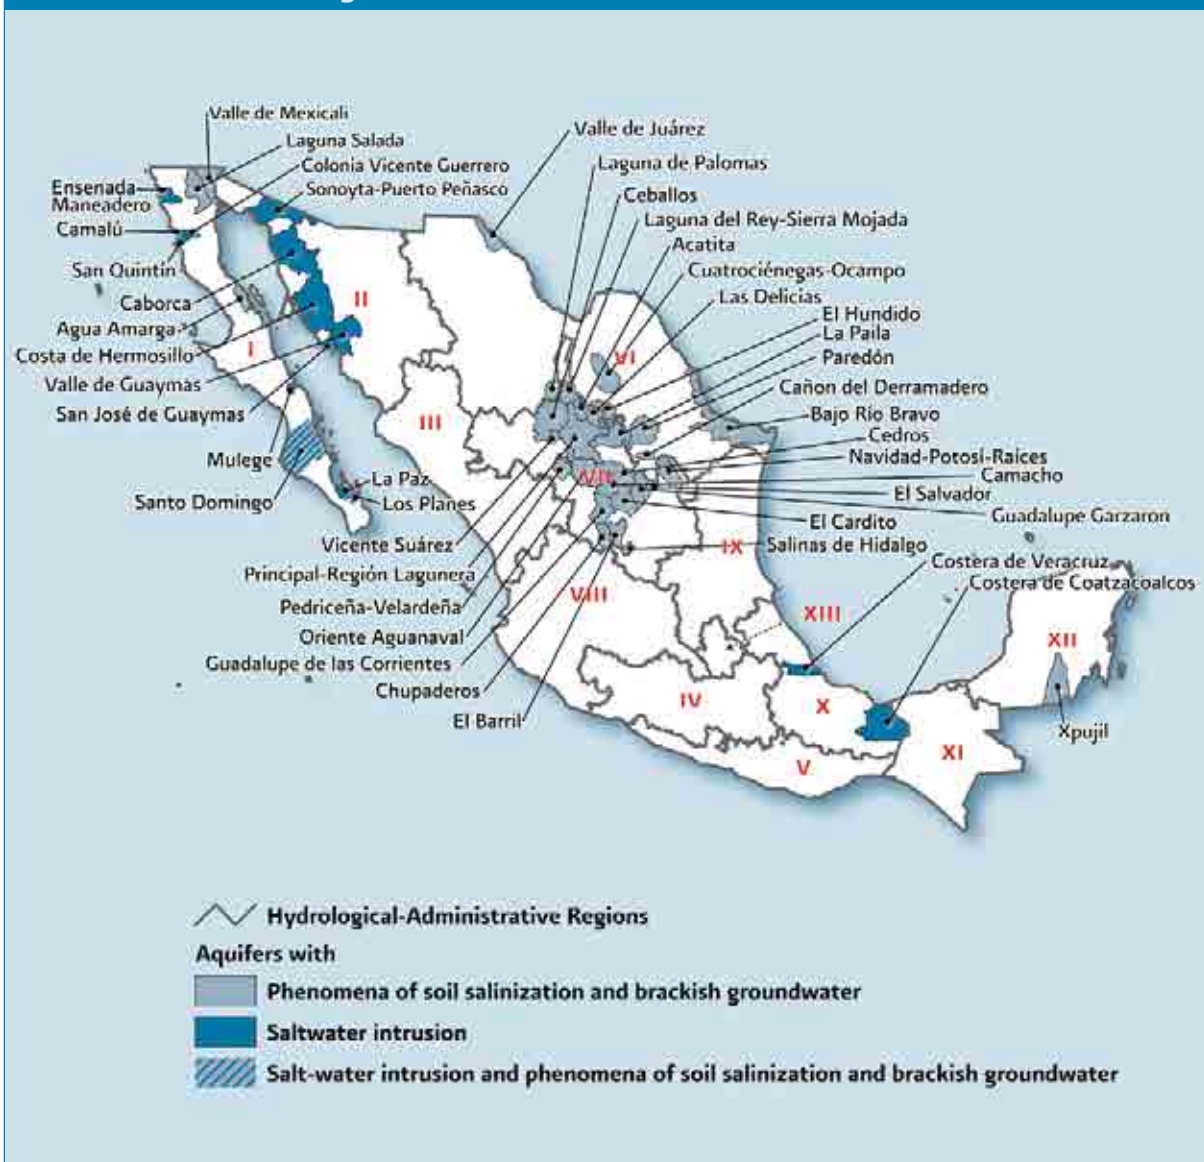 Valle de Mexicali
Laguna Salada
Colonia Vicente Guerrero
Sonoyta-Puerto Peñasco
Ensenada
Maneadero
Camalú
San Quintín
Caborca
Agua Amarga
Costa de Hermosillo
Valle de Guaymas
San José de Guaymas
Mulege
Santo Domingo
La Paz
Los Planes
Vicente Suárez
Principal-Región Lagunera
Pedriceña-Velardeña
Oriente Aguanaval
Guadalupe de las Corrientes
Chupaderos
El Barril
Valle de Juárez
Laguna de Palomas
Ceballos
Laguna del Rey-Sierra Mojada
Acatita
Cuatrociénegas-Ocampo
Las Delicias
El Hundido
La Paila
Paredón
Cañon del Derramadero
Bajo Río Bravo
Cedros
Navidad-Potosí-Raíces
Camacho
El Salvador
Guadalupe Garzaron
El Cardito
Salinas de Hidalgo
Costera de Veracruz
Costera de Coatzacoalcos
Xpujil
I
II
III
VI
VII
VIII
IX
XIII
XII
IV
X
V
XI
Hydrological-Administrative Regions
Aquifers with
Phenomena of soil salinization and brackish groundwater
Saltwater intrusion
Salt-water intrusion and phenomena of soil salinization and brackish groundwater